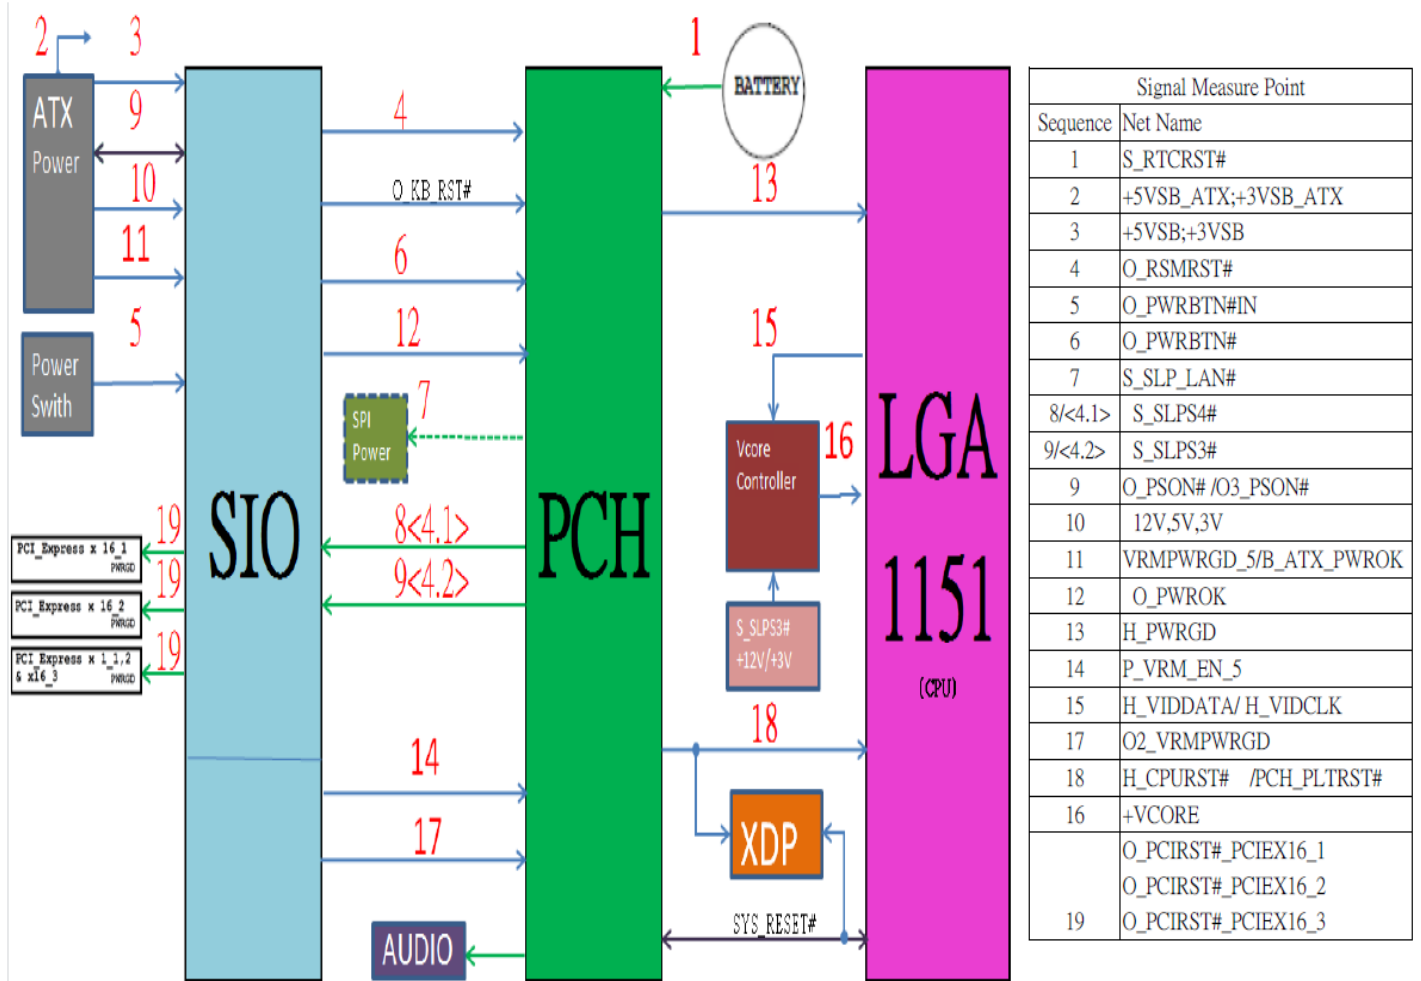 2
3
ATX
Power
9
10
11
5
Power
Swith
SIO
4
O_KB_RST#
6
12
SPI
Power
7
8<4.1>
9<4.2>
19
PCI_Express x 16_1
PWRGD
19
PCI_Express x 16_2
PWRGD
19
PCI_Express x 1_1,2
& x16_3
PWRGD
14
17
AUDIO
PCH
1
BATTERY
13
15
Vcore
Controller
16
S_SLPS3#
+12V/+3V
18
XDP
SYS_RESET#
LGA
1151
(CPU)
Signal Measure Point
Sequence Net Name
1 S_RTCRST#
2 +5VSB_ATX;+3VSB_ATX
3 +5VSB;+3VSB
4 O_RSMRST#
5 O_PWRBTN#IN
6 O_PWRBTN#
7 S_SLP_LAN#
8/<4.1> S_SLPS4#
9/<4.2> S_SLPS3#
9 O_PSON# /O3_PSON#
10 12V,5V,3V
11 VRMPWRGD_5/B_ATX_PWROK
12 O_PWROK
13 H_PWRGD
14 P_VRM_EN_5
15 H_VIDDATA/ H_VIDCLK
17 O2_VRMPWRGD
18 H_CPURST# /PCH_PLTRST#
16 +VCORE
O_PCIRST#_PCIEX16_1
O_PCIRST#_PCIEX16_2
19 O_PCIRST#_PCIEX16_3